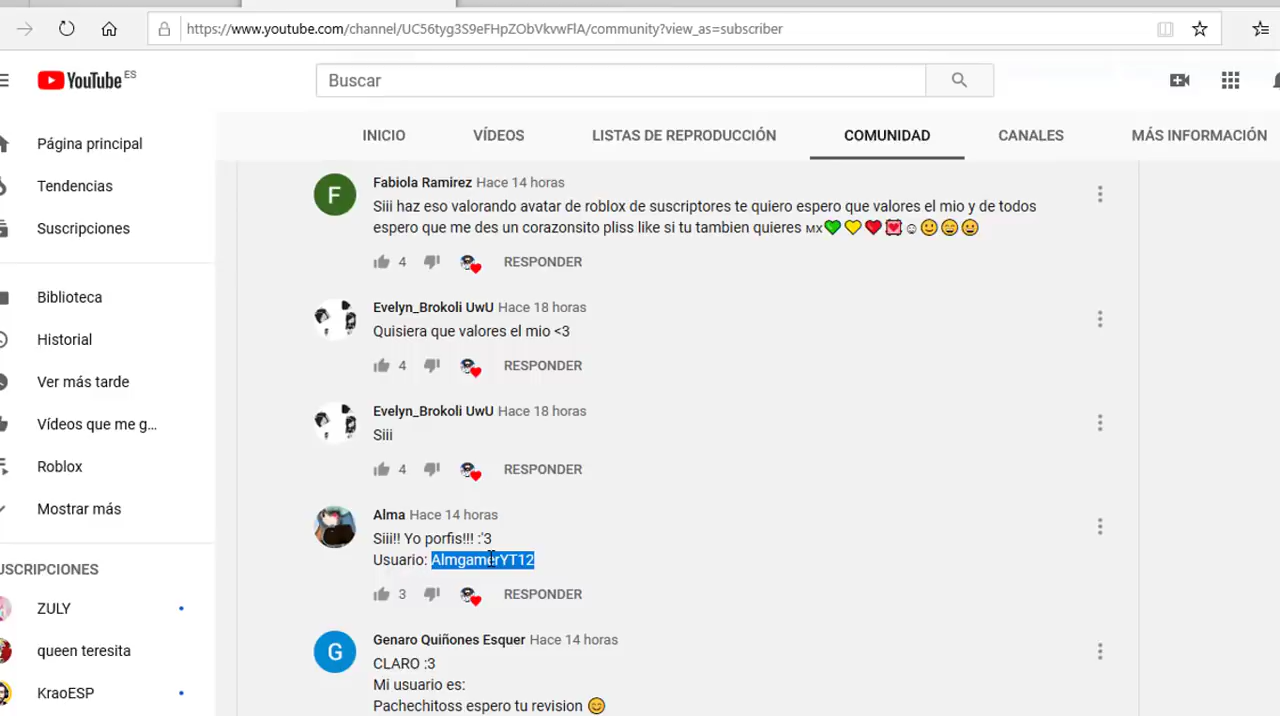 https://www.youtube.com/channel/UC56tyg3S9eFHpZObVkvwFlA/community?view_as=subscriber
YouTube ES
Buscar
INICIO VÍDEOS LISTAS DE REPRODUCCIÓN COMUNIDAD CANALES MÁS INFORMACIÓN
Página principal
Tendencias
Suscripciones
Biblioteca
Historial
Ver más tarde
Vídeos que me g...
Roblox
Mostrar más
USCRIPCIONES
ZULY
queen teresita
KraoESP
F
Fabiola Ramirez Hace 14 horas
Siii haz eso valorando avatar de roblox de suscriptores te quiero espero que valores el mio y de todos
espero que me des un corazonsito pliss like si tu tambien quieres MX💚💛❤️💟☺🙂😄😀
4 RESPONDER
Evelyn_Brokoli UwU Hace 18 horas
Quisiera que valores el mio <3
4 RESPONDER
Evelyn_Brokoli UwU Hace 18 horas
Siii
4 RESPONDER
Alma Hace 14 horas
Siii!! Yo porfis!!! :'3
Usuario: AlmgamerYT12
3 RESPONDER
G
Genaro Quiñones Esquer Hace 14 horas
CLARO :3
Mi usuario es:
Pachechitoss espero tu revision 😊